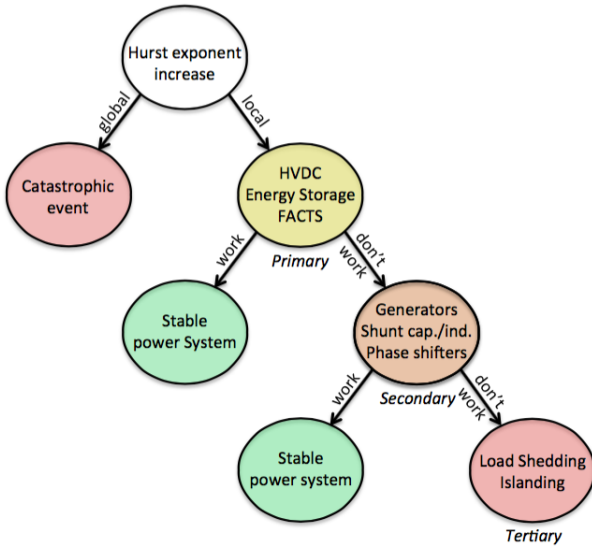 Hurst exponent
increase
global
local
Catastrophic
event
HVDC
Energy Storage
FACTS
Primary
work
don't
work
Stable
power System
Generators
Shunt cap./ind.
Phase shifters
Secondary
work
don't
work
Stable
power system
Load Shedding
Islanding
Tertiary